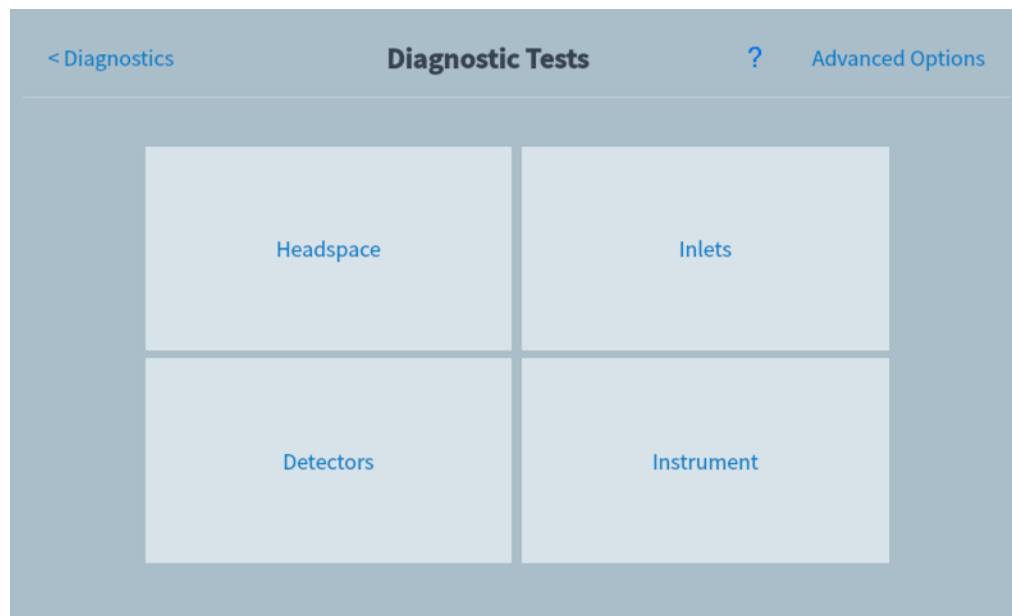 < Diagnostics Diagnostic Tests ? Advanced Options
Headspace Inlets
Detectors Instrument